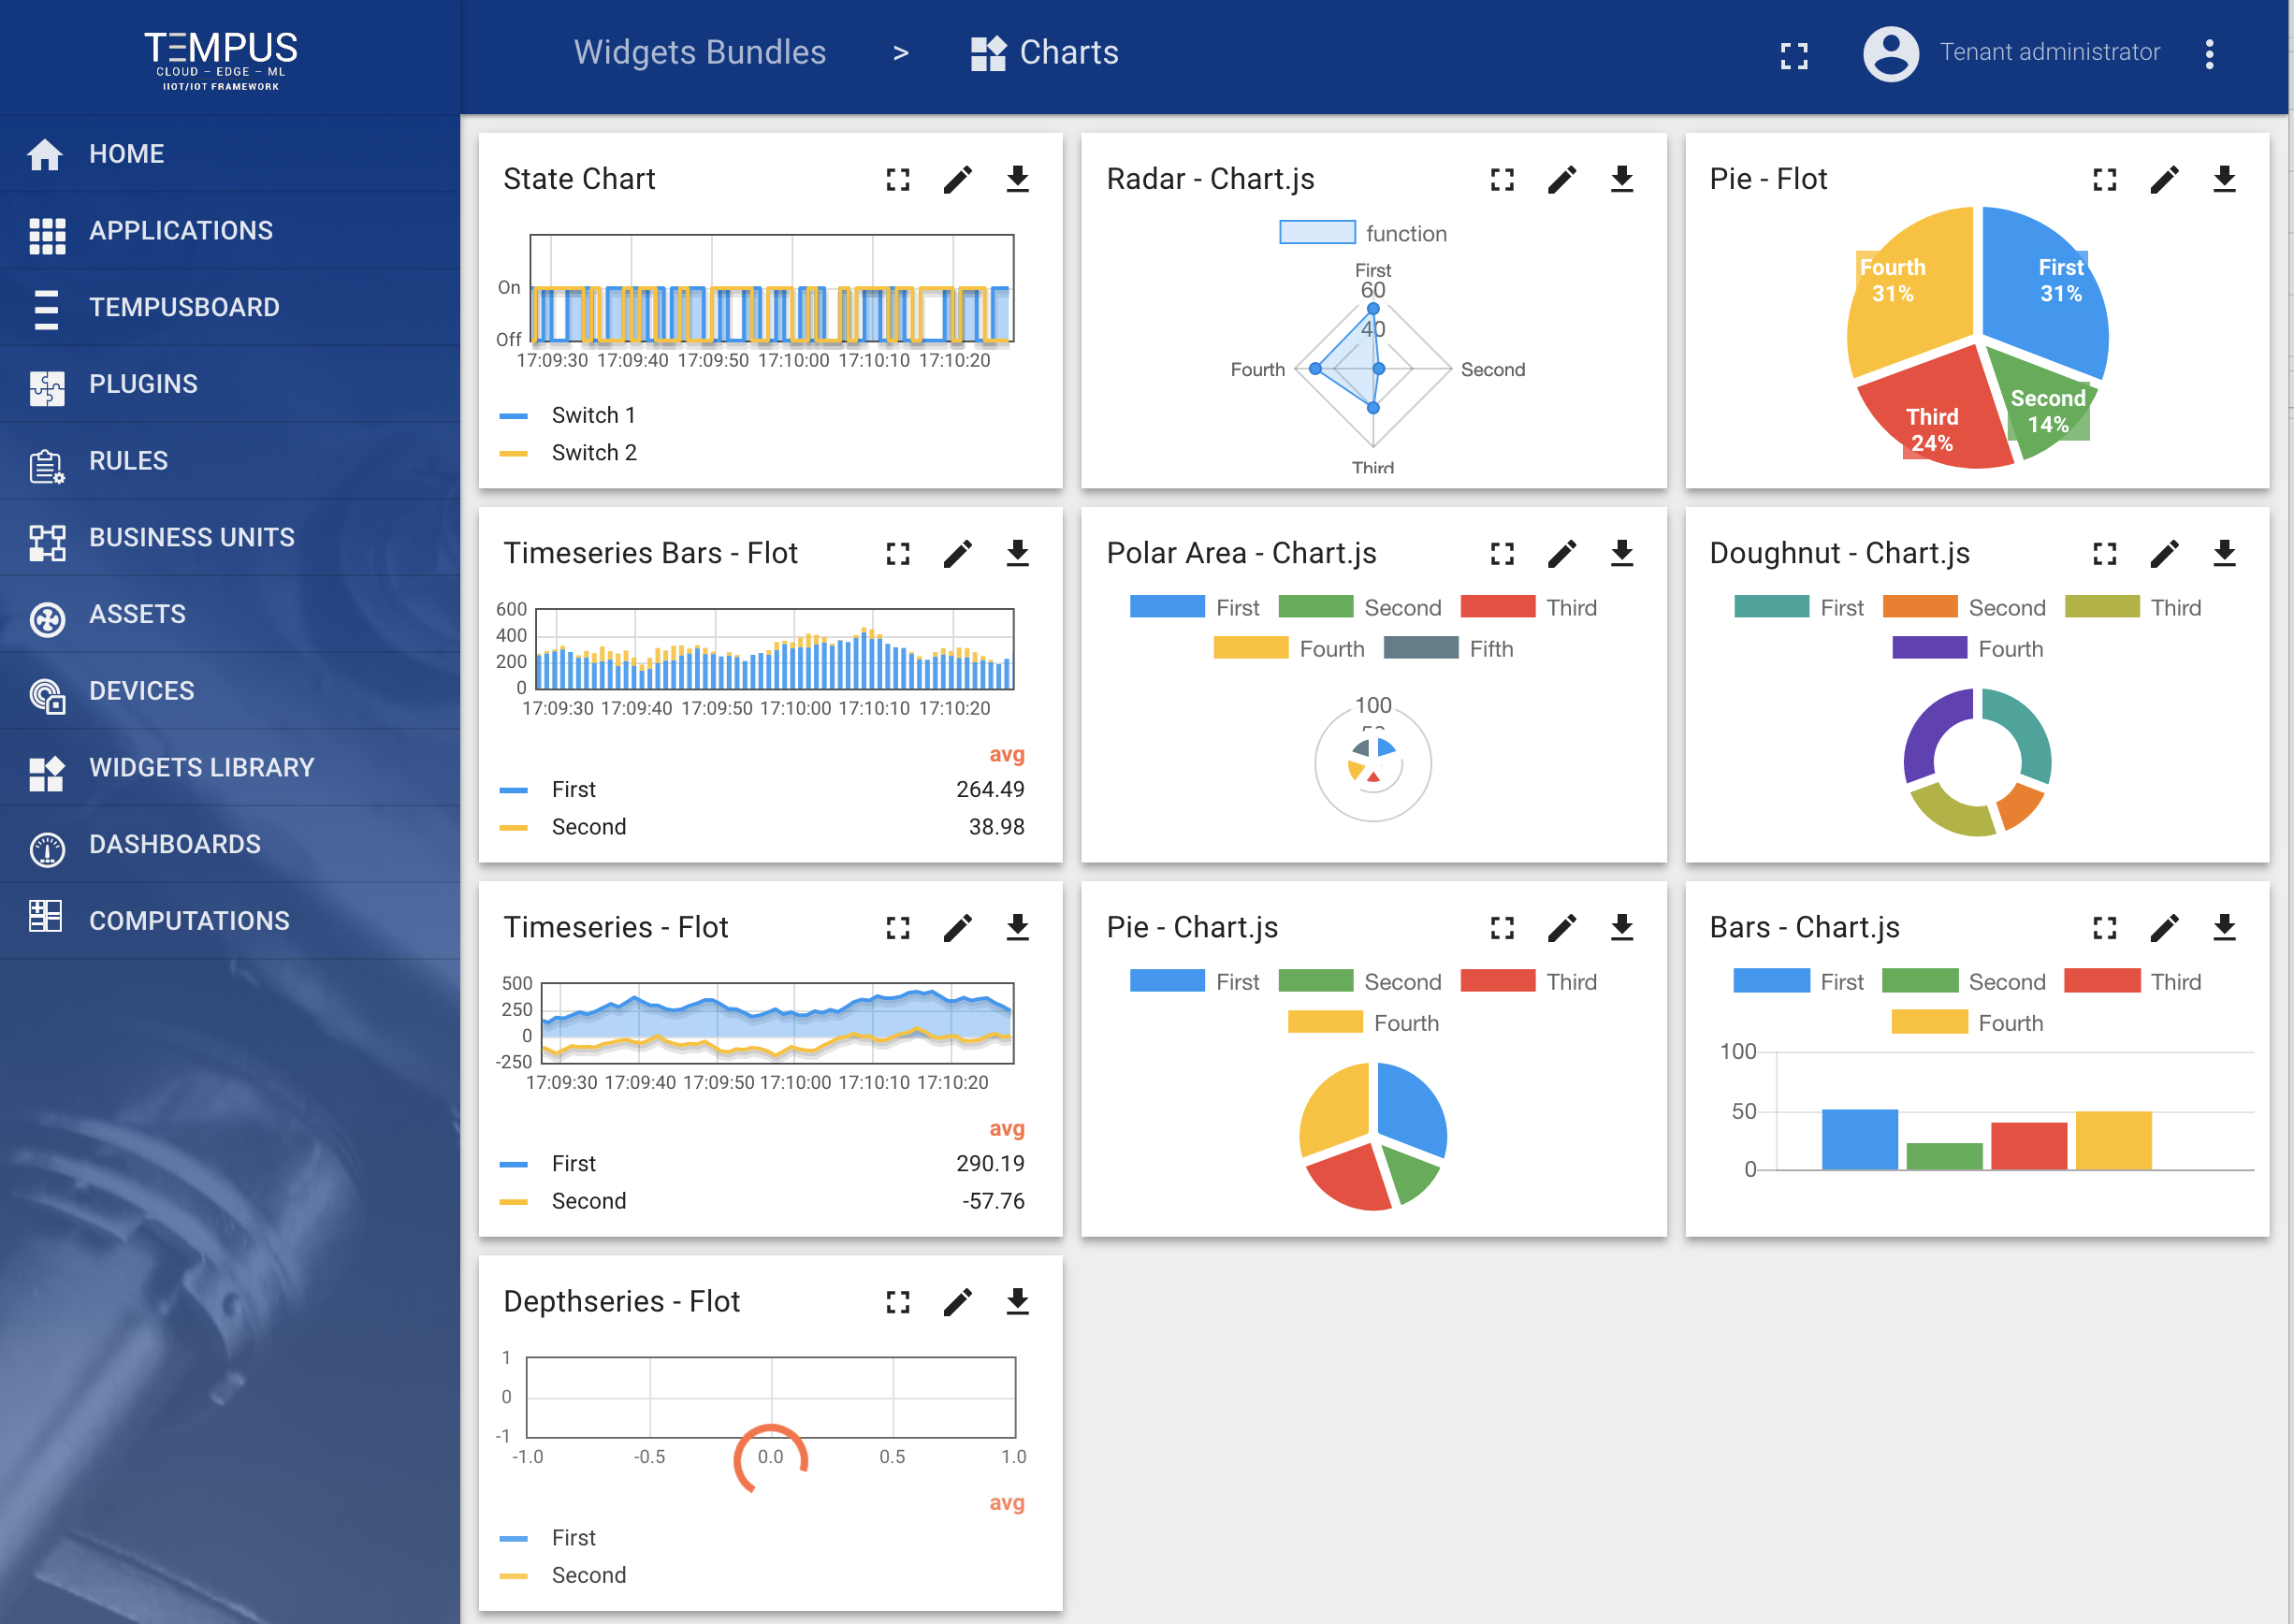 TEMPUS
CLOUD – EDGE – ML
IIOT/IOT FRAMEWORK
Widgets Bundles > Charts
Tenant administrator
HOME
APPLICATIONS
TEMPUSBOARD
PLUGINS
RULES
BUSINESS UNITS
ASSETS
DEVICES
WIDGETS LIBRARY
DASHBOARDS
COMPUTATIONS
State Chart
On
Off
17:09:30 17:09:40 17:09:50 17:10:00 17:10:10 17:10:20
Switch 1
Switch 2
Radar - Chart.js
function
First
60
40
Fourth
Second
Third
Pie - Flot
Fourth
31%
First
31%
Second
14%
Third
24%
Timeseries Bars - Flot
600
400
200
0
17:09:30 17:09:40 17:09:50 17:10:00 17:10:10 17:10:20
avg
First 264.49
Second 38.98
Polar Area - Chart.js
First Second Third
Fourth Fifth
100
50
Doughnut - Chart.js
First Second Third
Fourth
Timeseries - Flot
500
250
0
-250
17:09:30 17:09:40 17:09:50 17:10:00 17:10:10 17:10:20
avg
First 290.19
Second -57.76
Pie - Chart.js
First Second Third
Fourth
Bars - Chart.js
First Second Third
Fourth
100
50
0
Depthseries - Flot
1
0
-1
-1.0 -0.5 0.0 0.5 1.0
avg
First
Second